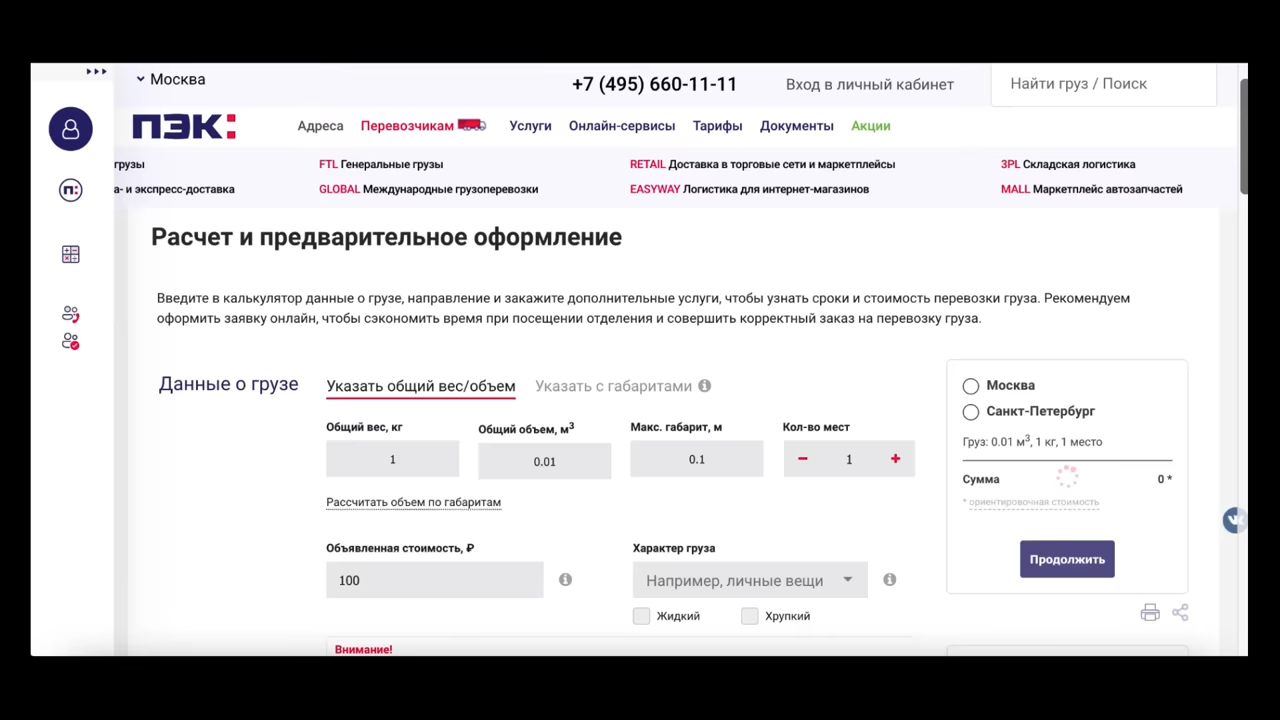 Москва
+7 (495) 660-11-11
Вход в личный кабинет
Найти груз / Поиск
ПЭК:
Адреса
Перевозчикам
Услуги
Онлайн-сервисы
Тарифы
Документы
Акции
грузы
FTL Генеральные грузы
RETAIL Доставка в торговые сети и маркетплейсы
3PL Складская логистика
а- и экспресс-доставка
GLOBAL Международные грузоперевозки
EASYWAY Логистика для интернет-магазинов
MALL Маркетплейс автозапчастей
Расчет и предварительное оформление
Введите в калькулятор данные о грузе, направление и закажите дополнительные услуги, чтобы узнать сроки и стоимость перевозки груза. Рекомендуем
оформить заявку онлайн, чтобы сэкономить время при посещении отделения и совершить корректный заказ на перевозку груза.
Данные о грузе
Указать общий вес/объем
Указать с габаритами
Общий вес, кг
Общий объем, м³
Макс. габарит, м
Кол-во мест
1
0.01
0.1
− 1 +
Рассчитать объем по габаритам
Объявленная стоимость, ₽
Характер груза
100
Например, личные вещи
Жидкий
Хрупкий
Внимание!
Москва
Санкт-Петербург
Груз: 0.01 м³, 1 кг, 1 место
Сумма 0 *
* ориентировочная стоимость
Продолжить